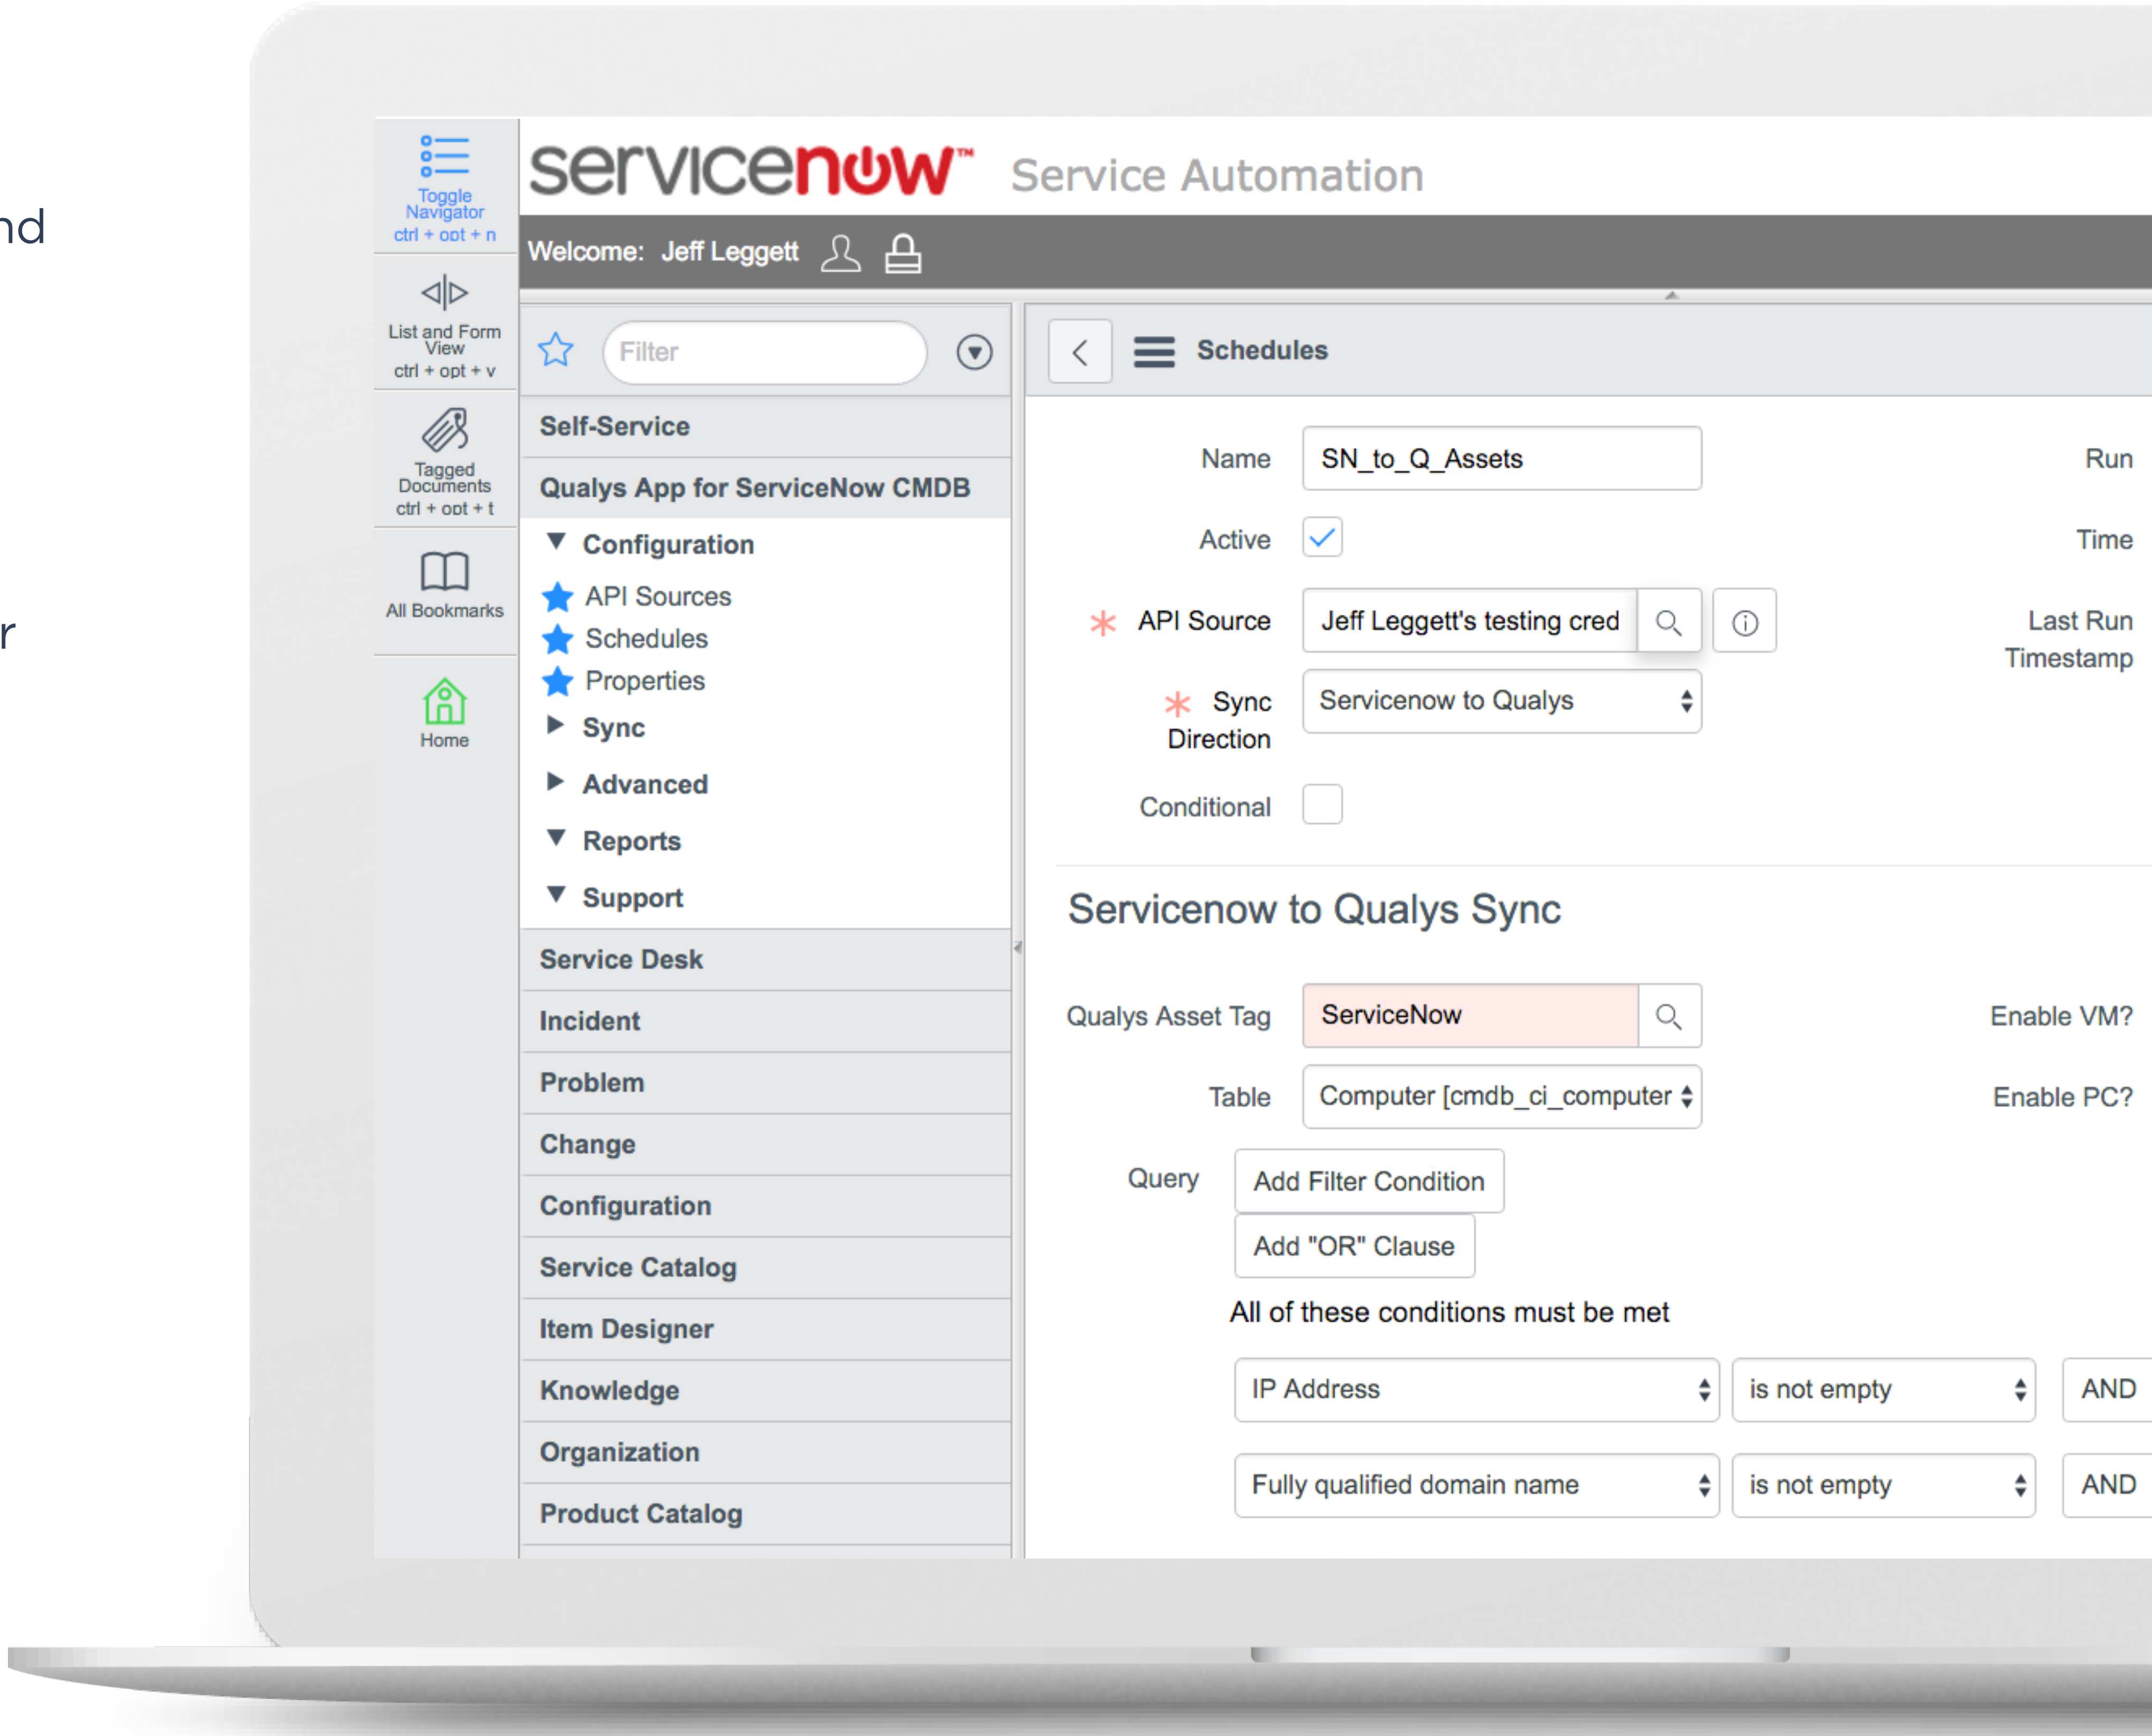 nd
r
Toggle
Navigator
ctrl + opt + n
List and Form
View
ctrl + opt + v
Tagged
Documents
ctrl + opt + t
All Bookmarks
Home
servicenow™ Service Automation
Welcome: Jeff Leggett
Filter
Self-Service
Qualys App for ServiceNow CMDB
Configuration
API Sources
Schedules
Properties
Sync
Advanced
Reports
Support
Service Desk
Incident
Problem
Change
Configuration
Service Catalog
Item Designer
Knowledge
Organization
Product Catalog
Schedules
Name SN_to_Q_Assets Run
Active Time
* API Source Jeff Leggett's testing cred Last Run
Timestamp
* Sync Servicenow to Qualys
Direction
Conditional
Servicenow to Qualys Sync
Qualys Asset Tag ServiceNow Enable VM?
Table Computer [cmdb_ci_computer Enable PC?
Query Add Filter Condition
Add "OR" Clause
All of these conditions must be met
IP Address is not empty AND
Fully qualified domain name is not empty AND